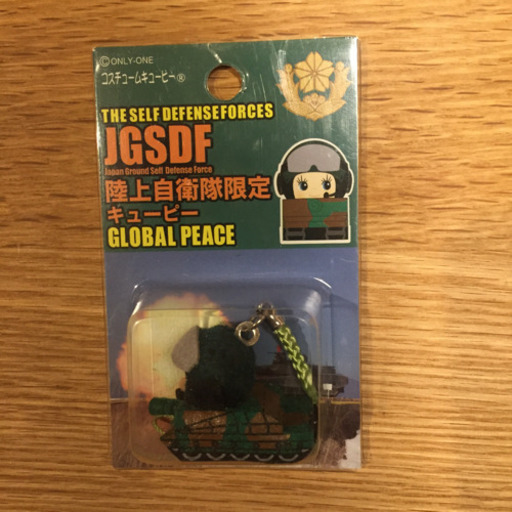 ©ONLY-ONE
コスチュームキューピー®
THE SELF DEFENSE FORCES
JGSDF
Japan Ground Self Defense Force
陸上自衛隊限定
キューピー
GLOBAL PEACE